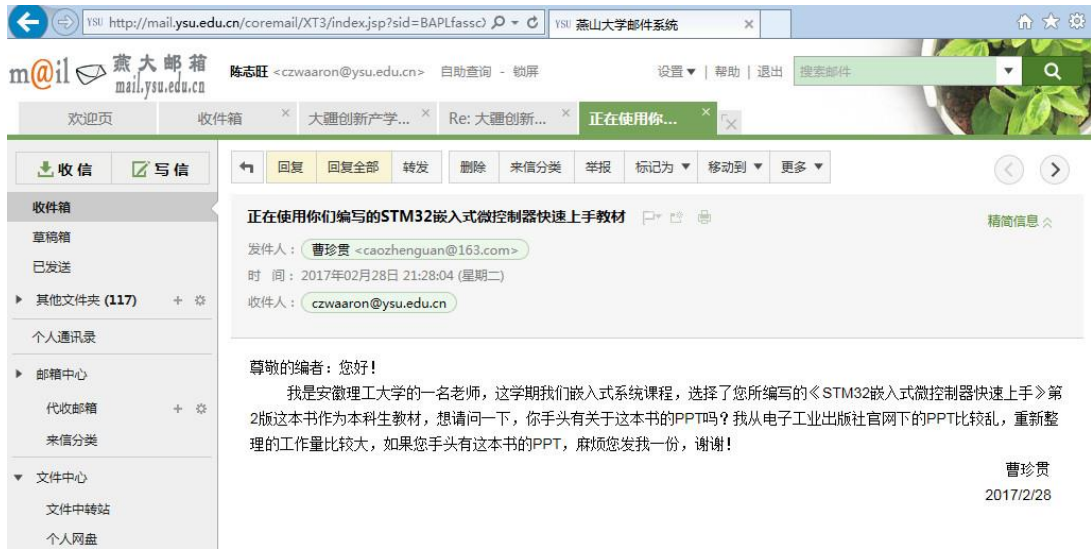 http://mail.ysu.edu.cn/coremail/XT3/index.jsp?sid=BAPLfassc
YSU 燕山大学邮件系统
m@il 燕大邮箱
mail.ysu.edu.cn
陈志旺 <czwaaron@ysu.edu.cn> 自助查询 - 锁屏
设置 | 帮助 | 退出 搜索邮件
欢迎页 收件箱 大疆创新产学... Re: 大疆创新... 正在使用你...
收信 写信
回复 回复全部 转发 删除 来信分类 举报 标记为 移动到 更多
收件箱
草稿箱
已发送
其他文件夹 (117)
个人通讯录
邮箱中心
代收邮箱
来信分类
文件中心
文件中转站
个人网盘
正在使用你们编写的STM32嵌入式微控制器快速上手教材
精简信息
发件人: 曹珍贯 <caozhenguan@163.com>
时 间: 2017年02月28日 21:28:04 (星期二)
收件人: czwaaron@ysu.edu.cn
尊敬的编者:您好!
我是安徽理工大学的一名老师,这学期我们嵌入式系统课程,选择了您所编写的《STM32嵌入式微控制器快速上手》第
2版这本书作为本科生教材,想请问一下,你手头有关于这本书的PPT吗?我从电子工业出版社官网下的PPT比较乱,重新整
理的工作量比较大,如果您手头有这本书的PPT,麻烦您发我一份,谢谢!
曹珍贯
2017/2/28